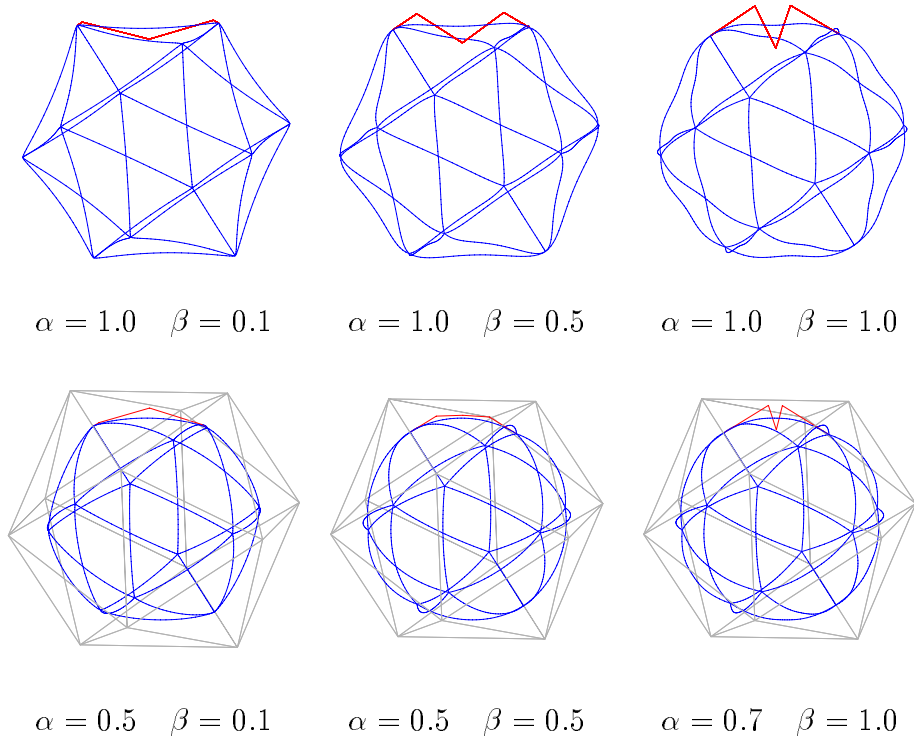 α = 1.0 β = 0.1
α = 1.0 β = 0.5
α = 1.0 β = 1.0
α = 0.5 β = 0.1
α = 0.5 β = 0.5
α = 0.7 β = 1.0